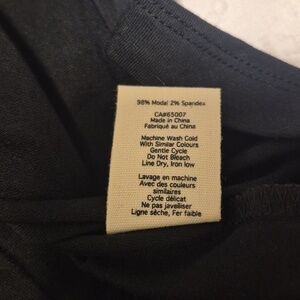 98% Modal 2% Spandex
CA#65007
Made in China
Fabriqué au China
Machine Wash Cold
With Similar Colours
Gentle Cycle
Do Not Bleach
Line Dry, Iron low
Lavage en machine
Avec des couleurs
similaires
Cycle délicat
Ne pas javelliser
Ligne sèche, Fer faible